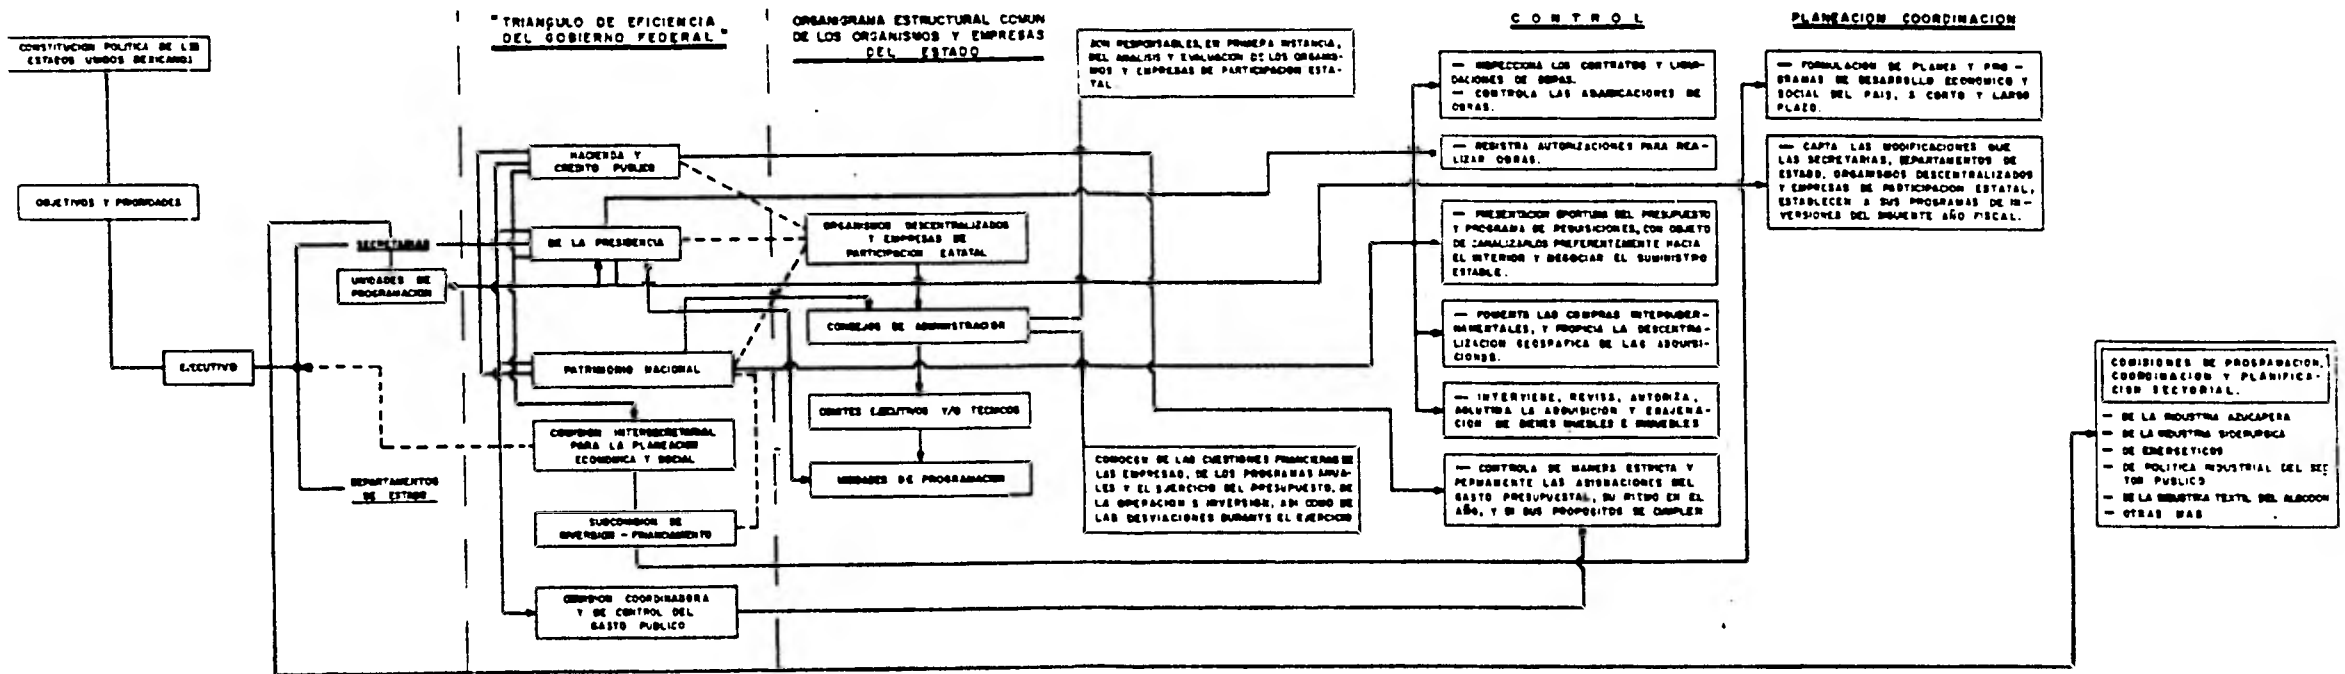 CONSTITUCION POLITICA DE LOS
ESTADOS UNIDOS MEXICANOS
OBJETIVOS Y PRIORIDADES
EJECUTIVO
SECRETARIAS
UNIDADES DE
PROGRAMACION
DEPARTAMENTOS
DE ESTADO
"TRIANGULO DE EFICIENCIA
DEL GOBIERNO FEDERAL"
HACIENDA Y
CREDITO PUBLICO
DE LA PRESIDENCIA
PATRIMONIO NACIONAL
COMISION INTERSECRETARIAL
PARA LA PLANEACION
ECONOMICA Y SOCIAL
SUBCOMISION DE
INVERSION - FINANCIAMIENTO
COMISION COORDINADORA
Y DE CONTROL DEL
GASTO PUBLICO
ORGANIGRAMA ESTRUCTURAL COMUN
DE LOS ORGANISMOS Y EMPRESAS
DEL ESTADO
ORGANISMOS DESCENTRALIZADOS
Y EMPRESAS DE
PARTICIPACION EATATAL
CONSEJOS DE ADMINISTRACION
COMITES EJECUTIVOS Y/O TECNICOS
UNIDADES DE PROGRAMACION
SON RESPONSABLES, EN PRIMERA INSTANCIA,
DEL ANALISIS Y EVALUACION DE LOS ORGANIS-
MOS Y EMPRESAS DE PARTICIPACION ESTA-
TAL.
CONOCEN DE LAS CUESTIONES FINANCIERAS DE
LAS EMPRESAS, DE LOS PROGRAMAS ANUA-
LES Y EL EJERCICIO DEL PRESUPUESTO, DE
LA OPERACION E INVERSION, ASI COMO DE
LAS DESVIACIONES DURANTE EL EJERCICIO
CONTROL
— INSPECCIONA LOS CONTRATOS Y LIQUI-
DACIONES DE OBRAS.
— CONTROLA LAS ADJUDICACIONES DE
OBRAS.
— REGISTRA AUTORIZACIONES PARA REA-
LIZAR OBRAS.
— PRESENTACION OPORTUNA DEL PRESUPUESTO
Y PROGRAMA DE REQUISICIONES, CON OBJETO
DE CANALIZARLOS PREFERENTEMENTE HACIA
EL INTERIOR Y NEGOCIAR EL SUMINISTRO
ESTABLE.
— FOMENTA LAS COMPRAS INTERGUBER-
NAMENTALES, Y PROPICIA LA DESCENTRA-
LIZACION GEOGRAFICA DE LAS ADQUISI-
CIONES.
— INTERVIENE, REVISA, AUTORIZA,
LA ADQUISICION Y ENAJENA-
CION DE BIENES MUEBLES E INMUEBLES
— CONTROLA DE MANERA ESTRICTA Y
PERMANENTE LAS ASIGNACIONES DEL
GASTO PRESUPUESTAL, SU RITMO EN EL
AÑO, Y SI SUS PROPOSITOS SE CUMPLEN
PLANEACION COORDINACION
— FORMULACION DE PLANES Y PRO-
GRAMAS DE DESARROLLO ECONOMICO Y
SOCIAL DEL PAIS, A CORTO Y LARGO
PLAZO.
— CAPTA LAS MODIFICACIONES QUE
LAS SECRETARIAS, DEPARTAMENTOS DE
ESTADO, ORGANISMOS DESCENTRALIZADOS
Y EMPRESAS DE PARTICIPACION ESTATAL,
ESTABLECEN A SUS PROGRAMAS DE IN-
VERSIONES DEL SIGUIENTE AÑO FISCAL.
COMISIONES DE PROGRAMACION,
COORDINACION Y PLANIFICA-
CION SECTORIAL.
— DE LA INDUSTRIA AZUCARERA
— DE LA INDUSTRIA SIDERURGICA
— DE ENERGETICOS
— DE POLITICA INDUSTRIAL DEL SEC
TOR PUBLICO
— DE LA INDUSTRIA TEXTIL DEL ALGODON
— OTRAS MAS